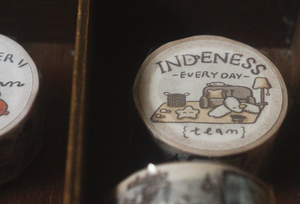 INDENESS
-EVERY DAY-
{team}